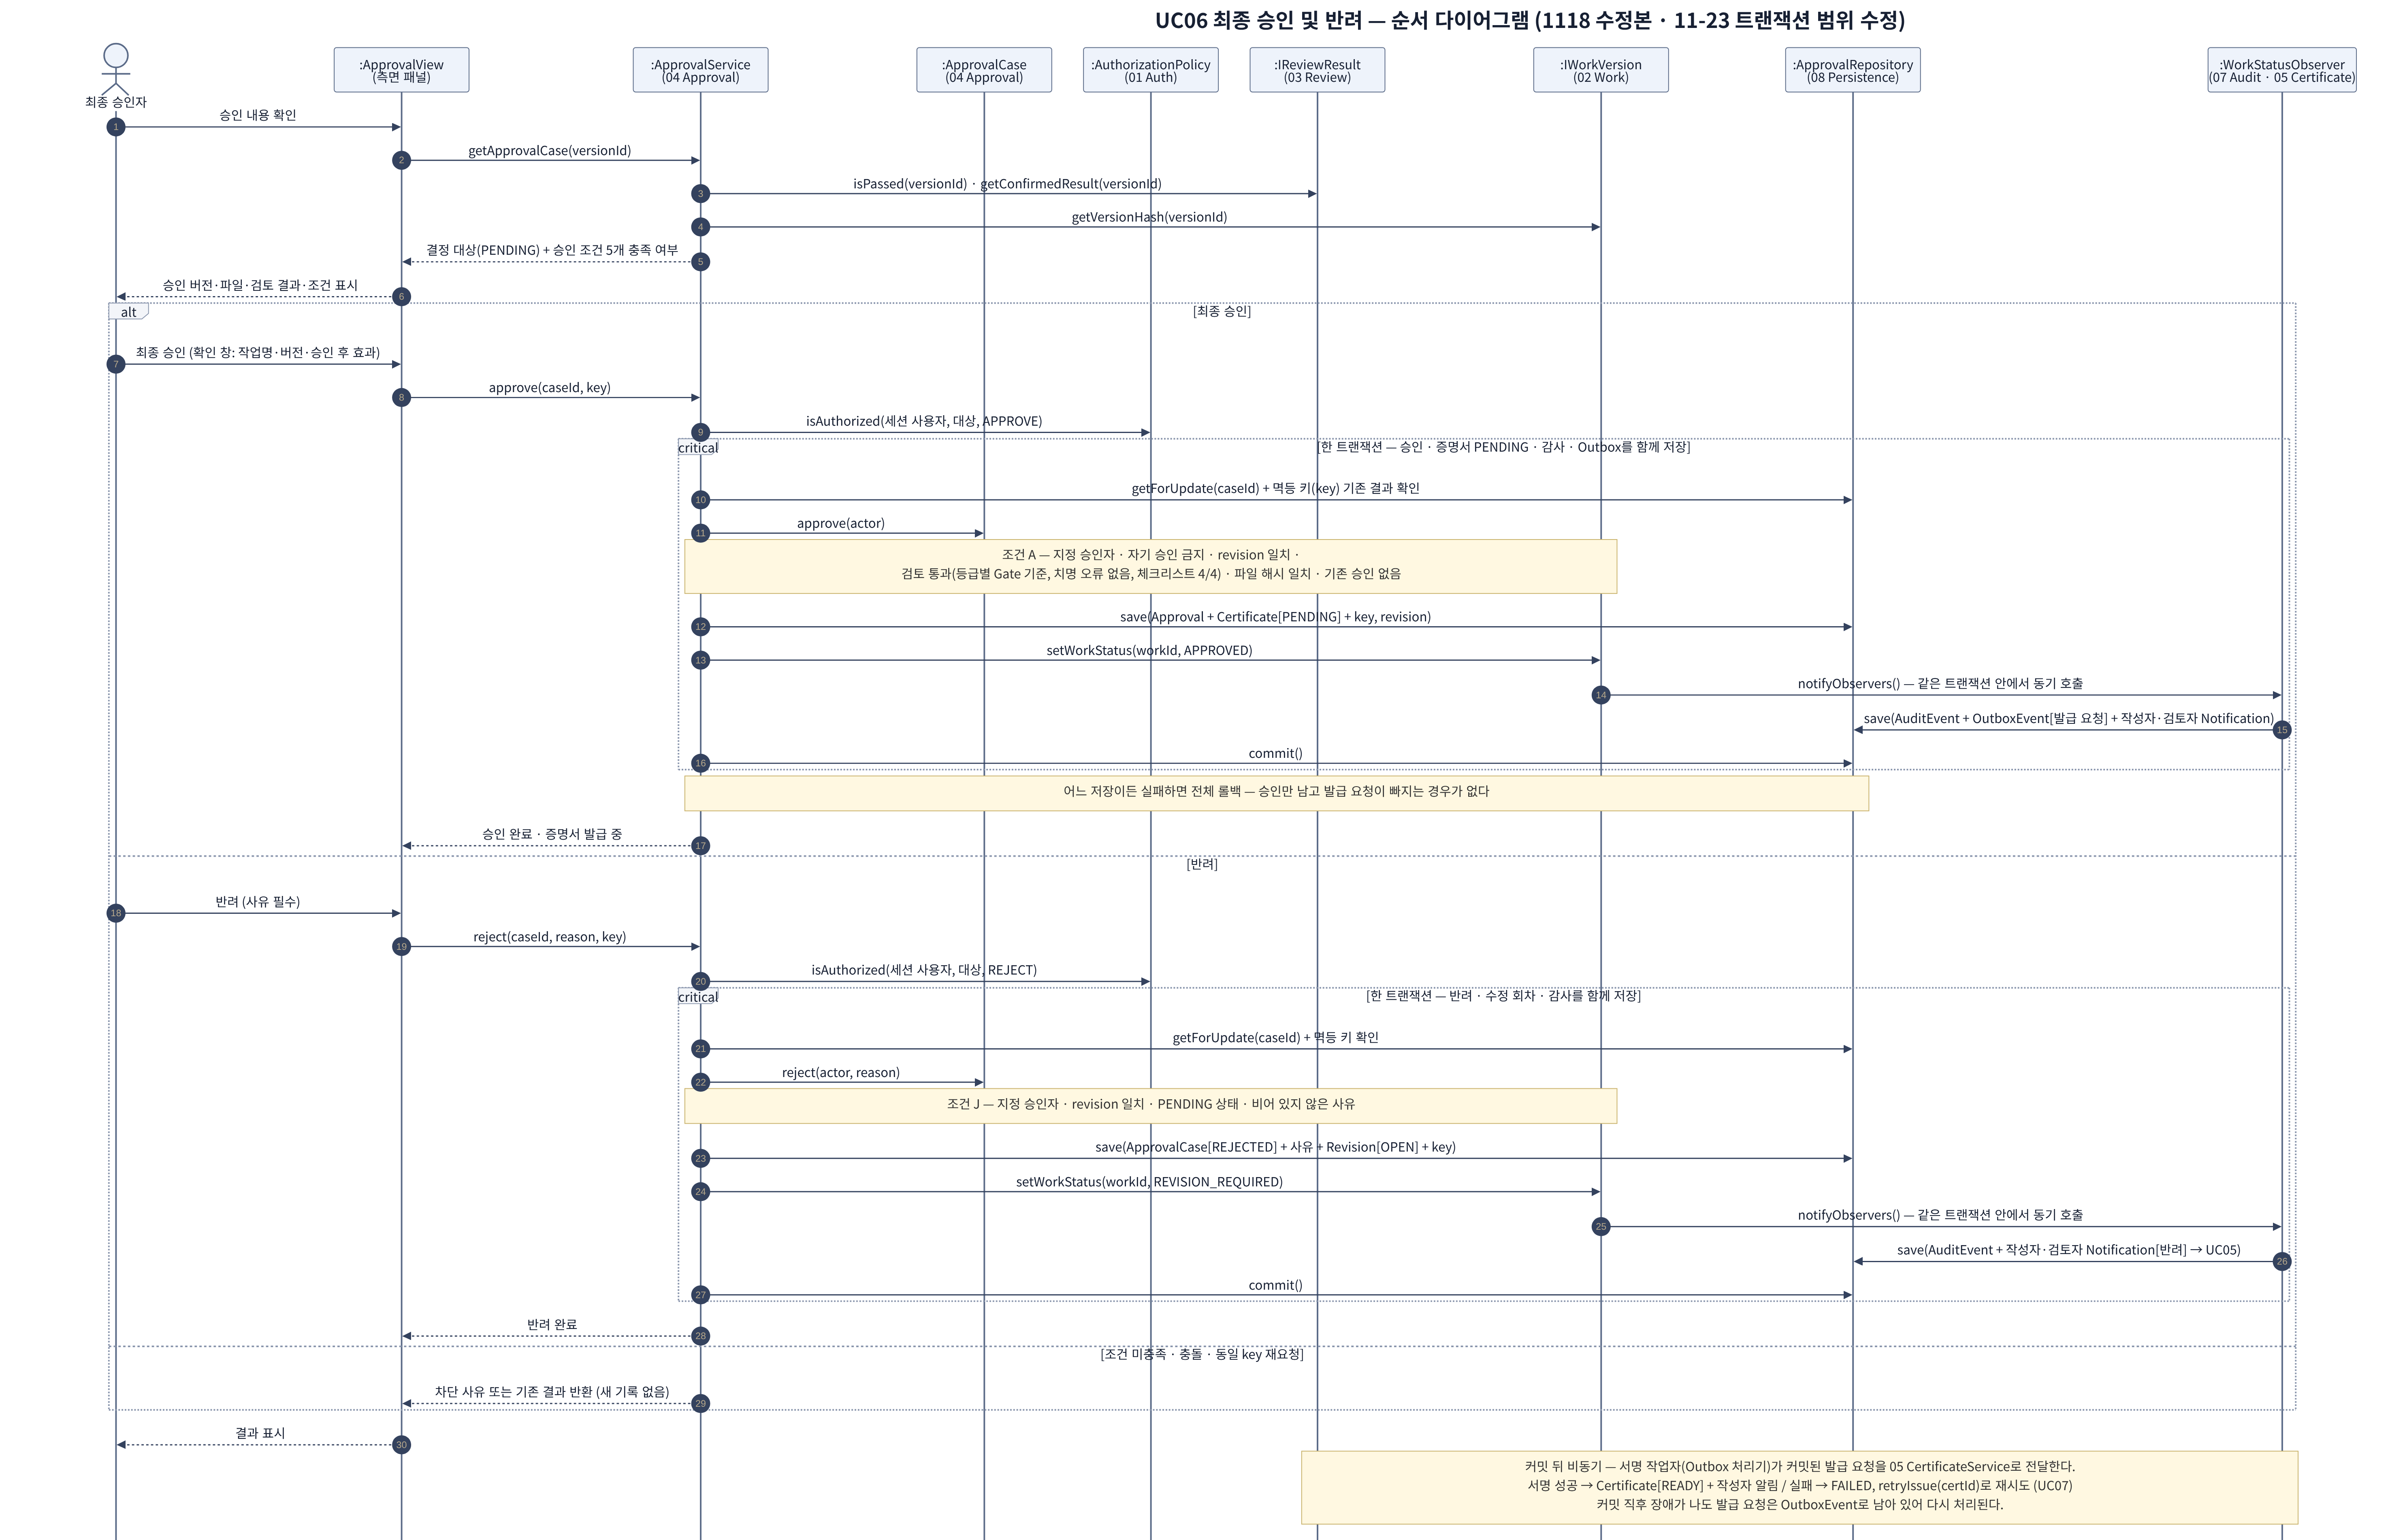 UC06 최종 승인 및 반려 — 순서 다이어그램 (1118 수정본 · 11-23 트랜잭션 범위 수정)
최종 승인자
:ApprovalView
(측면 패널)
:ApprovalService
(04 Approval)
:ApprovalCase
(04 Approval)
:AuthorizationPolicy
(01 Auth)
:IReviewResult
(03 Review)
:IWorkVersion
(02 Work)
:ApprovalRepository
(08 Persistence)
:WorkStatusObserver
(07 Audit · 05 Certificate)
1 승인 내용 확인
2 getApprovalCase(versionId)
3 isPassed(versionId) · getConfirmedResult(versionId)
4 getVersionHash(versionId)
5 결정 대상(PENDING) + 승인 조건 5개 충족 여부
6 승인 버전·파일·검토 결과·조건 표시
alt [최종 승인]
7 최종 승인 (확인 창: 작업명·버전·승인 후 효과)
8 approve(caseId, key)
9 isAuthorized(세션 사용자, 대상, APPROVE)
critical [한 트랜잭션 — 승인 · 증명서 PENDING · 감사 · Outbox를 함께 저장]
10 getForUpdate(caseId) + 멱등 키(key) 기존 결과 확인
11 approve(actor)
조건 A — 지정 승인자 · 자기 승인 금지 · revision 일치 ·
검토 통과(등급별 Gate 기준, 치명 오류 없음, 체크리스트 4/4) · 파일 해시 일치 · 기존 승인 없음
12 save(Approval + Certificate[PENDING] + key, revision)
13 setWorkStatus(workId, APPROVED)
14 notifyObservers() — 같은 트랜잭션 안에서 동기 호출
15 save(AuditEvent + OutboxEvent[발급 요청] + 작성자·검토자 Notification)
16 commit()
어느 저장이든 실패하면 전체 롤백 — 승인만 남고 발급 요청이 빠지는 경우가 없다
17 승인 완료 · 증명서 발급 중
[반려]
18 반려 (사유 필수)
19 reject(caseId, reason, key)
20 isAuthorized(세션 사용자, 대상, REJECT)
critical [한 트랜잭션 — 반려 · 수정 회차 · 감사를 함께 저장]
21 getForUpdate(caseId) + 멱등 키 확인
22 reject(actor, reason)
조건 J — 지정 승인자 · revision 일치 · PENDING 상태 · 비어 있지 않은 사유
23 save(ApprovalCase[REJECTED] + 사유 + Revision[OPEN] + key)
24 setWorkStatus(workId, REVISION_REQUIRED)
25 notifyObservers() — 같은 트랜잭션 안에서 동기 호출
26 save(AuditEvent + 작성자·검토자 Notification[반려] → UC05)
27 commit()
28 반려 완료
[조건 미충족 · 충돌 · 동일 key 재요청]
29 차단 사유 또는 기존 결과 반환 (새 기록 없음)
30 결과 표시
커밋 뒤 비동기 — 서명 작업자(Outbox 처리기)가 커밋된 발급 요청을 05 CertificateService로 전달한다.
서명 성공 → Certificate[READY] + 작성자 알림 / 실패 → FAILED, retryIssue(certId)로 재시도 (UC07)
커밋 직후 장애가 나도 발급 요청은 OutboxEvent로 남아 있어 다시 처리된다.